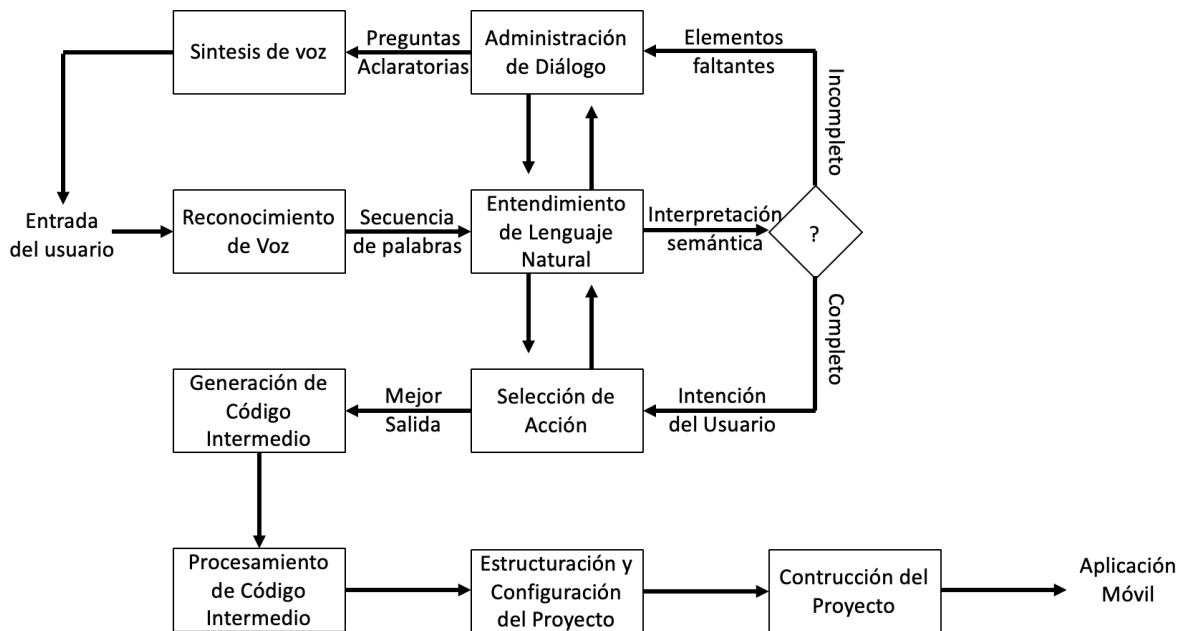 Sintesis de voz
Preguntas
Aclaratorias
Administración
de Diálogo
Elementos
faltantes
Incompleto
Entrada
del usuario
Reconocimiento
de Voz
Secuencia
de palabras
Entendimiento
de Lenguaje
Natural
Interpretación
semántica
?
Completo
Generación de
Código
Intermedio
Mejor
Salida
Selección de
Acción
Intención
del Usuario
Procesamiento
de Código
Intermedio
Estructuración y
Configuración
del Proyecto
Contrucción del
Proyecto
Aplicación
Móvil